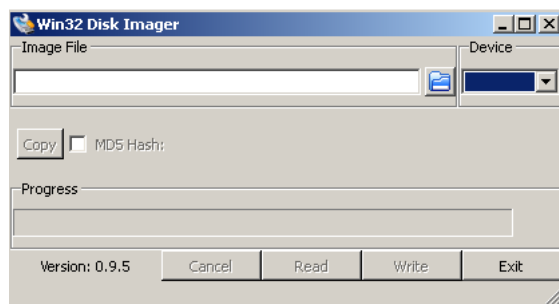 Win32 Disk Imager
Image File Device
Copy MD5 Hash:
Progress
Version: 0.9.5 Cancel Read Write Exit